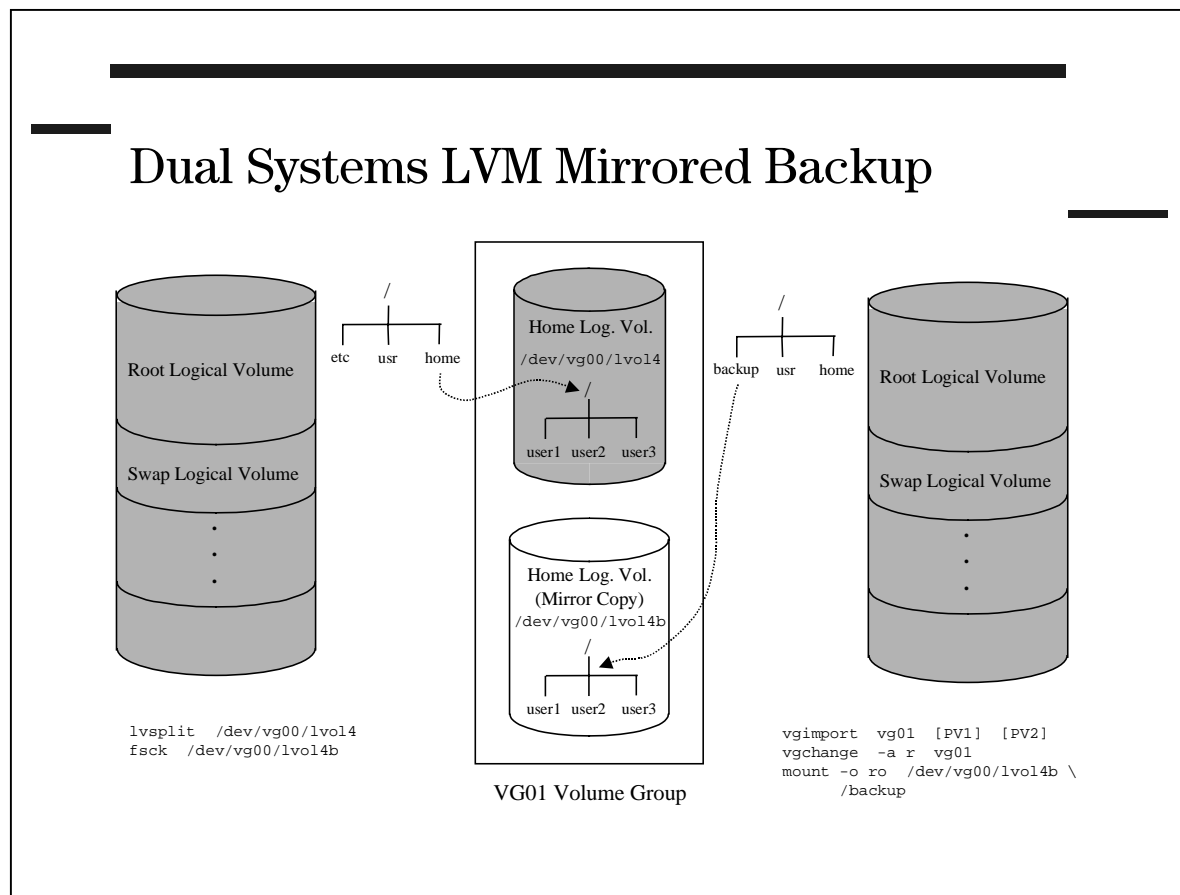 Dual Systems LVM Mirrored Backup
Root Logical Volume
Swap Logical Volume
.
.
.
/
etc usr home
Home Log. Vol.
/dev/vg00/lvol4
/
user1 user2 user3
Home Log. Vol.
(Mirror Copy)
/dev/vg00/lvol4b
/
user1 user2 user3
VG01 Volume Group
/
backup usr home
Root Logical Volume
Swap Logical Volume
.
.
.
lvsplit /dev/vg00/lvol4
fsck /dev/vg00/lvol4b
vgimport vg01 [PV1] [PV2]
vgchange -a r vg01
mount -o ro /dev/vg00/lvol4b \
/backup